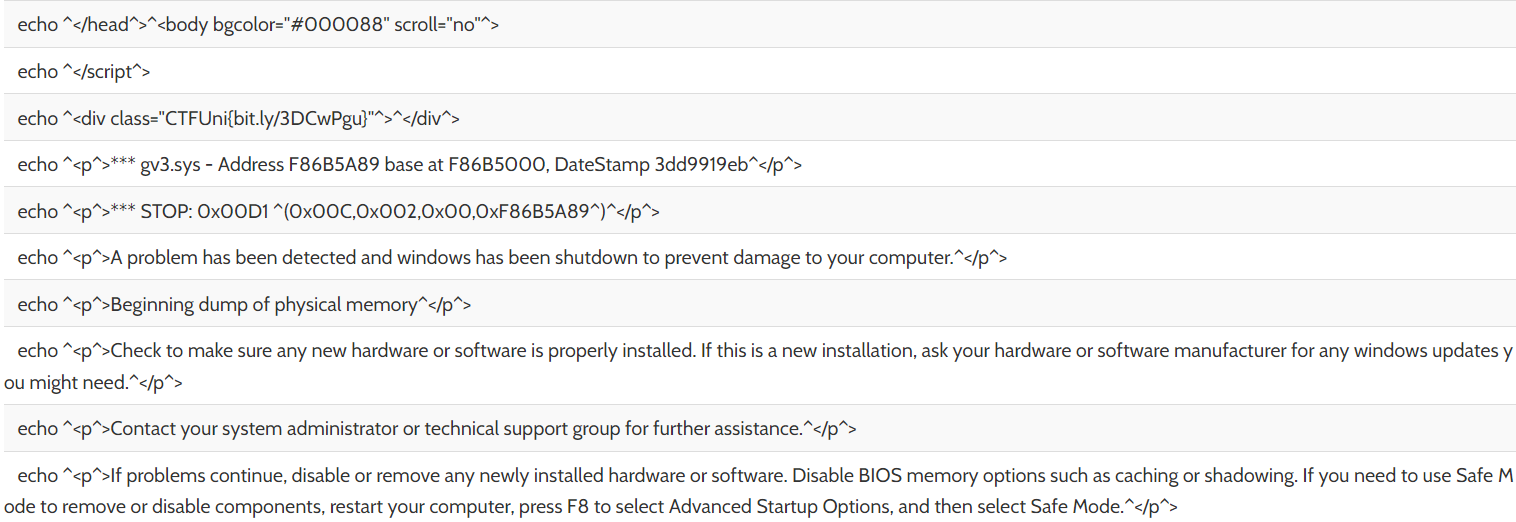 echo ^</head^>^<body bgcolor="#000088" scroll="no"^>
echo ^</script^>
echo ^<div class="CTFUni{bit.ly/3DCwPgu}"^>^</div^>
echo ^<p^>*** gv3.sys - Address F86B5A89 base at F86B5000, DateStamp 3dd9919eb^</p^>
echo ^<p^>*** STOP: 0x00D1 ^(0x00C,0x002,0x00,0xF86B5A89^)^</p^>
echo ^<p^>A problem has been detected and windows has been shutdown to prevent damage to your computer.^</p^>
echo ^<p^>Beginning dump of physical memory^</p^>
echo ^<p^>Check to make sure any new hardware or software is properly installed. If this is a new installation, ask your hardware or software manufacturer for any windows updates y
ou might need.^</p^>
echo ^<p^>Contact your system administrator or technical support group for further assistance.^</p^>
echo ^<p^>If problems continue, disable or remove any newly installed hardware or software. Disable BIOS memory options such as caching or shadowing. If you need to use Safe M
ode to remove or disable components, restart your computer, press F8 to select Advanced Startup Options, and then select Safe Mode.^</p^>